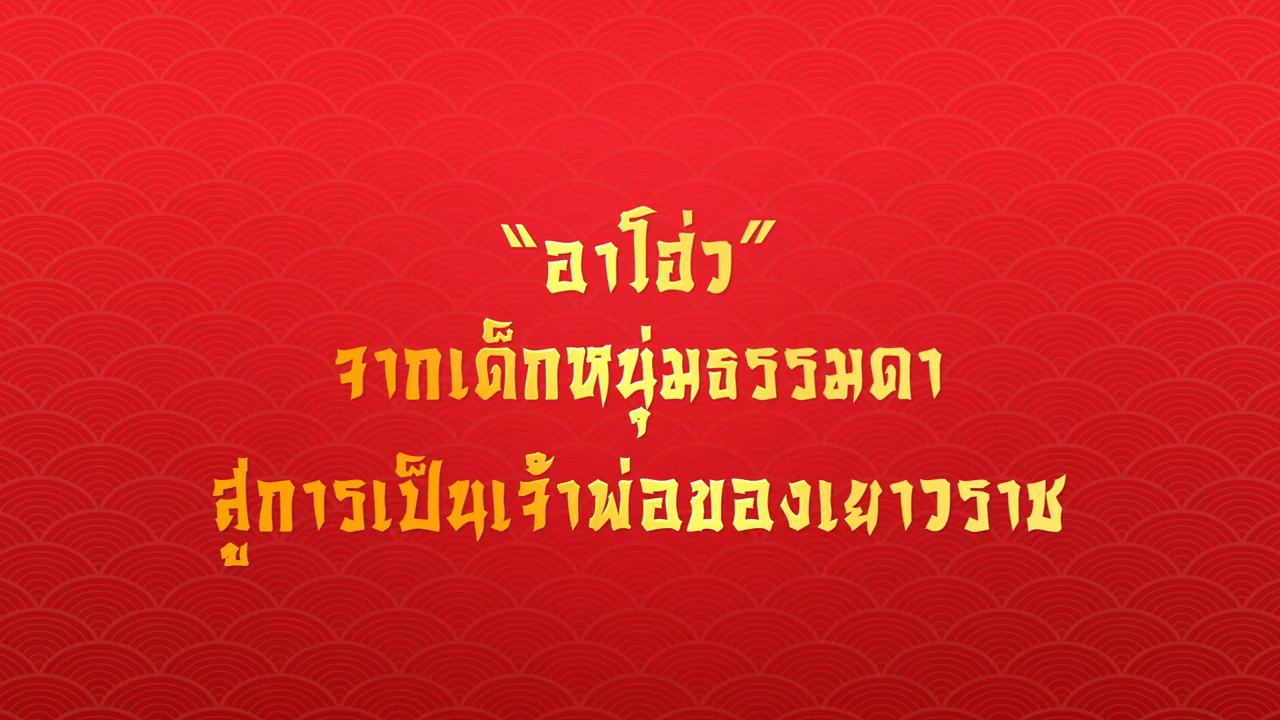 “อาโฮ่ว”
จากเด็กหนุ่มธรรมดา
สู่การเป็นเจ้าพ่อของเยาวราช